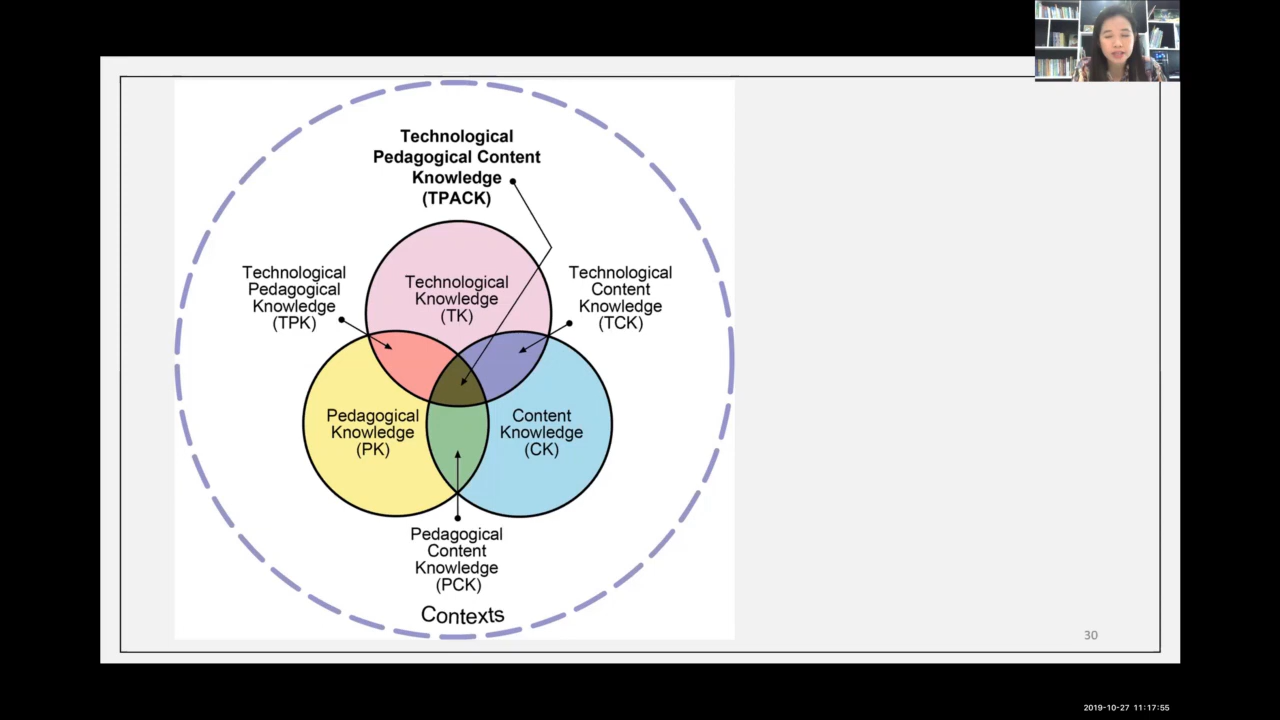 Technological
Pedagogical Content
Knowledge
(TPACK)
Technological
Pedagogical
Knowledge
(TPK)
Technological
Knowledge
(TK)
Technological
Content
Knowledge
(TCK)
Pedagogical
Knowledge
(PK)
Content
Knowledge
(CK)
Pedagogical
Content
Knowledge
(PCK)
Contexts
30
2019-10-27 11:17:55